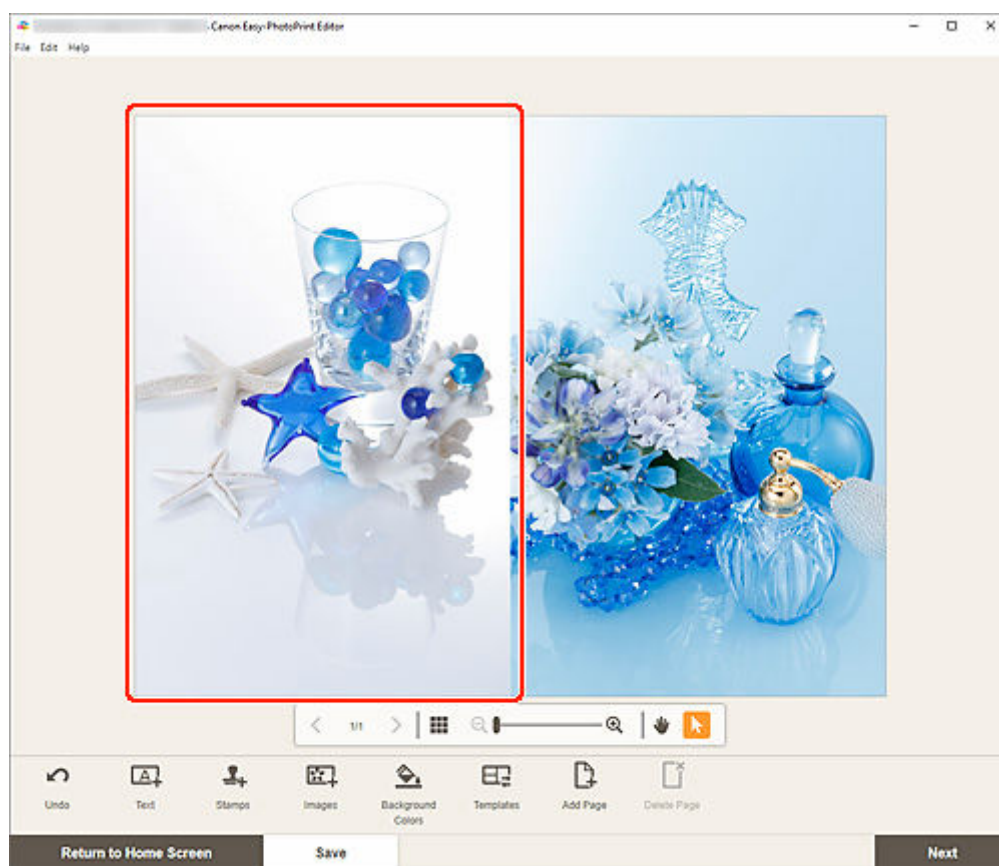 - Canon Easy-PhotoPrint Editor
File Edit Help
1/1
Undo Text Stamps Images Background Colors Templates Add Page Delete Page
Return to Home Screen Save Next